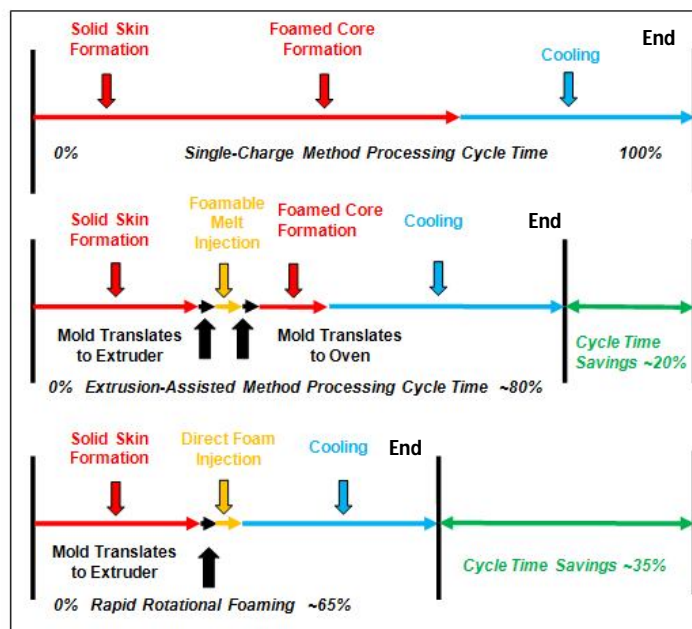 Solid Skin
Formation
Foamed Core
Formation
End
Cooling
0% Single-Charge Method Processing Cycle Time 100%
Solid Skin
Formation
Foamable
Melt
Injection
Foamed Core
Formation
Cooling
End
Mold Translates
to Extruder
Mold Translates
to Oven
Cycle Time
Savings ~20%
0% Extrusion-Assisted Method Processing Cycle Time ~80%
Solid Skin
Formation
Direct Foam
Injection
Cooling
End
Mold Translates
to Extruder
Cycle Time Savings ~35%
0% Rapid Rotational Foaming ~65%